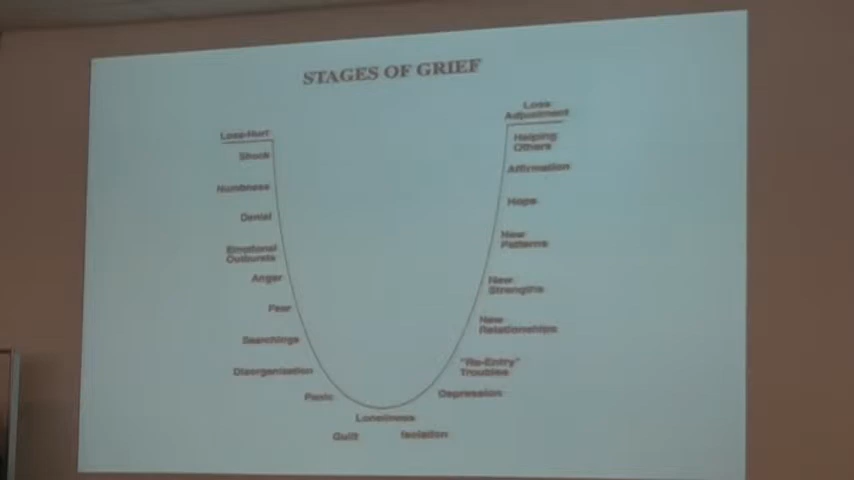 STAGES OF GRIEF
Loss-Hurt
Shock
Numbness
Denial
Emotional
Outbursts
Anger
Fear
Searchings
Disorganization
Panic
Guilt
Loneliness
Isolation
Depression
"Re-Entry"
Troubles
New
Relationships
New
Strengths
New
Patterns
Hope
Affirmation
Helping
Others
Loss
Adjustment